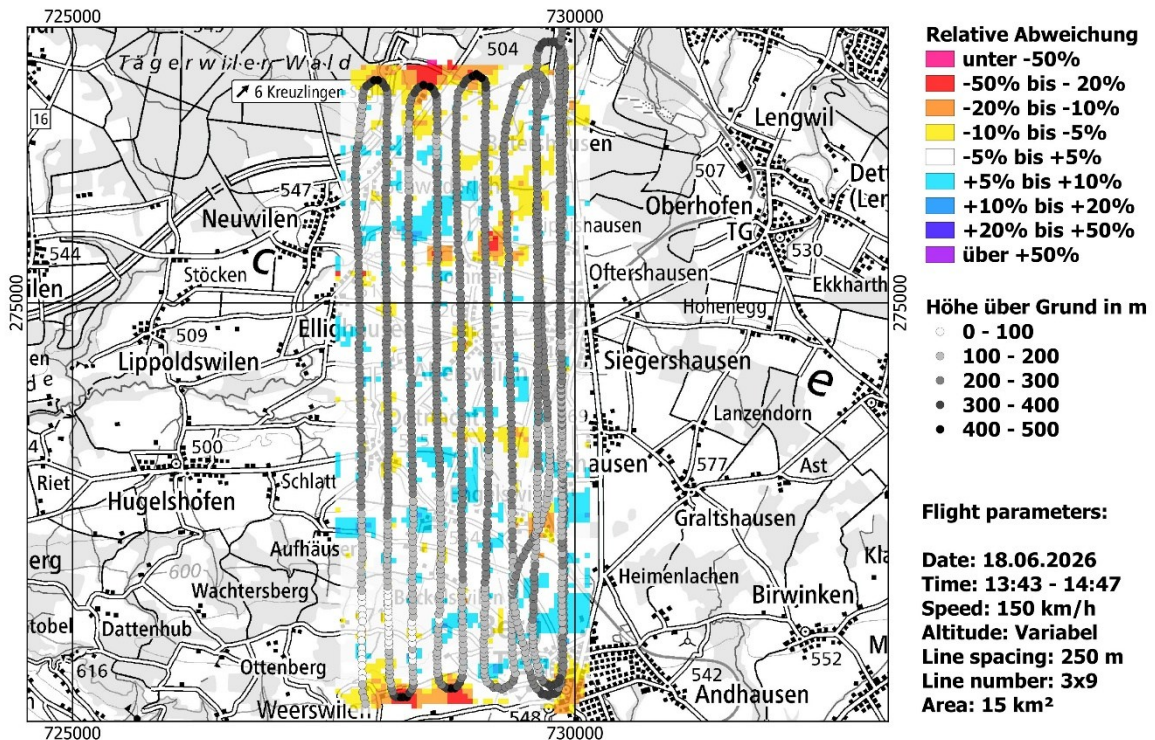 725000
730000
504
Tägerwiler Wald
6 Kreuzlingen
16
Lengwil
507
547
Neuwilen
Oberhofen
TG
530
544
Stöcken
C
Oftershausen
Ekkharth
Hohenegg
275000
275000
509
Lippoldswilen
Siegershausen
e
Lanzendorn
500
577
Ast
Riet
Schlatt
Hugelshofen
Graltshausen
Aufhäuser
erg
600
Wachtersberg
Heimenlachen
Birwinken
Dattenhub
616
Ottenberg
552
542
Weerswilen
548
Andhausen
725000
730000
Relative Abweichung
unter -50%
-50% bis - 20%
-20% bis -10%
-10% bis -5%
-5% bis +5%
+5% bis +10%
+10% bis +20%
+20% bis +50%
über +50%
Höhe über Grund in m
0 - 100
100 - 200
200 - 300
300 - 400
400 - 500
Flight parameters:
Date: 18.06.2026
Time: 13:43 - 14:47
Speed: 150 km/h
Altitude: Variabel
Line spacing: 250 m
Line number: 3x9
Area: 15 km²